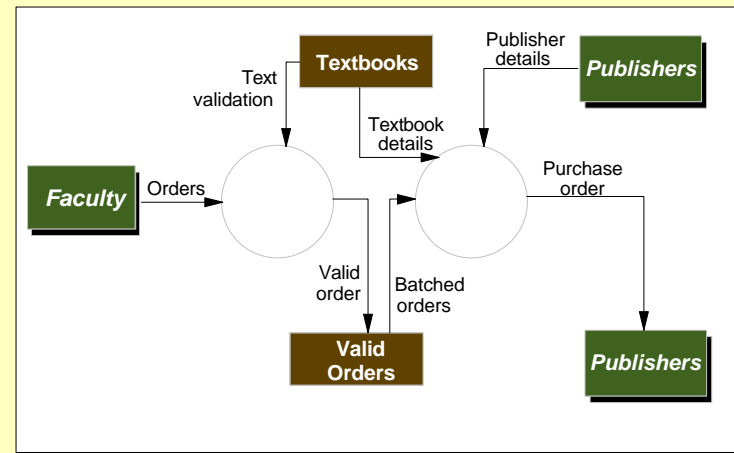 Textbooks
Publisher
details
Publishers
Text
validation
Textbook
details
Faculty
Orders
Purchase
order
Valid
order
Batched
orders
Valid
Orders
Publishers